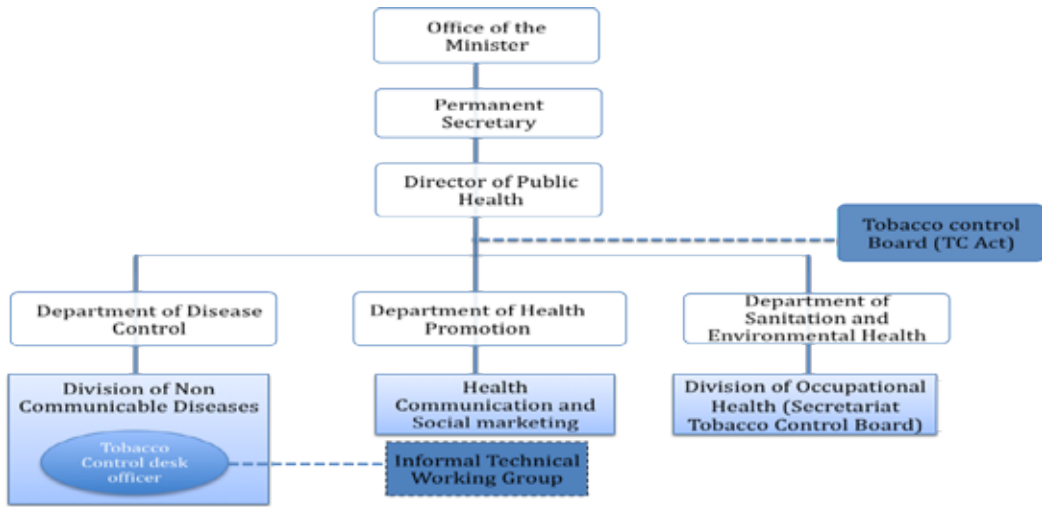 Office of the
Minister
Permanent
Secretary
Director of Public
Health
Tobacco control
Board (TC Act)
Department of Disease
Control
Department of Health
Promotion
Department of
Sanitation and
Environmental Health
Division of Non
Communicable Diseases
Tobacco
Control desk
officer
Health
Communication and
Social marketing
Informal Technical
Working Group
Division of Occupational
Health (Secretariat
Tobacco Control Board)